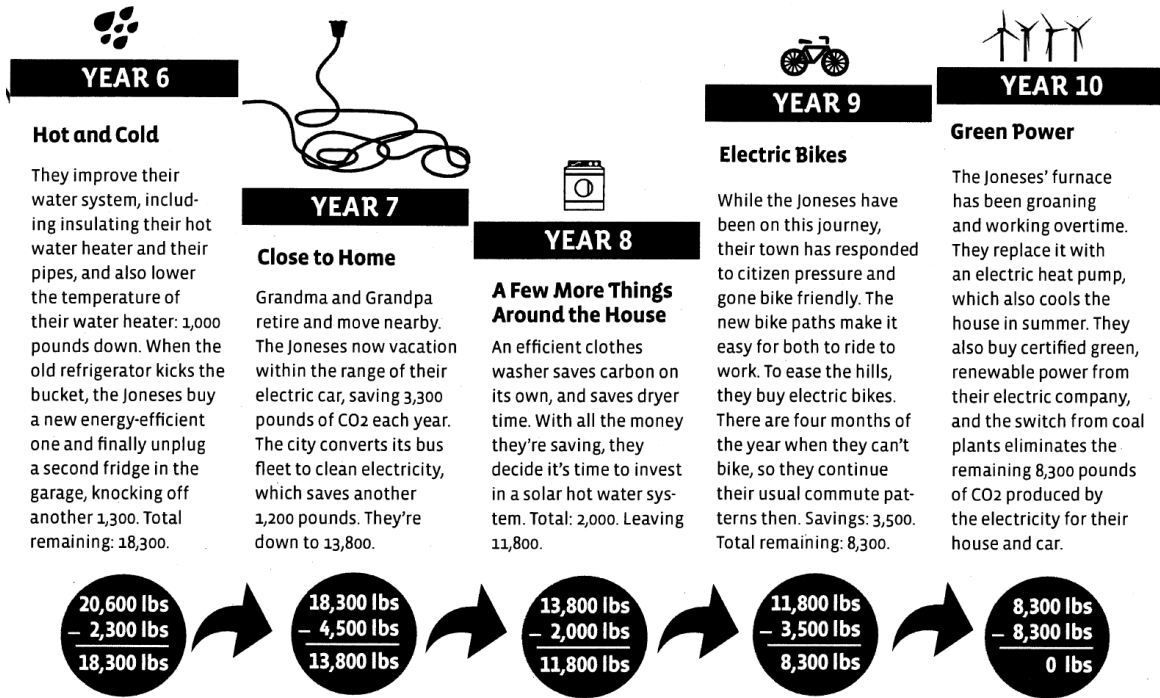 YEAR 6
Hot and Cold
They improve their
water system, includ-
ing insulating their hot
water heater and their
pipes, and also lower
the temperature of
their water heater: 1,000
pounds down. When the
old refrigerator kicks the
bucket, the Joneses buy
a new energy-efficient
one and finally unplug
a second fridge in the
garage, knocking off
another 1,300. Total
remaining: 18,300.
20,600 lbs
– 2,300 lbs
18,300 lbs
YEAR 7
Close to Home
Grandma and Grandpa
retire and move nearby.
The Joneses now vacation
within the range of their
electric car, saving 3,300
pounds of CO2 each year.
The city converts its bus
fleet to clean electricity,
which saves another
1,200 pounds. They're
down to 13,800.
18,300 lbs
– 4,500 lbs
13,800 lbs
YEAR 8
A Few More Things
Around the House
An efficient clothes
washer saves carbon on
its own, and saves dryer
time. With all the money
they're saving, they
decide it's time to invest
in a solar hot water sys-
tem. Total: 2,000. Leaving
11,800.
13,800 lbs
– 2,000 lbs
11,800 lbs
YEAR 9
Electric Bikes
While the Joneses have
been on this journey,
their town has responded
to citizen pressure and
gone bike friendly. The
new bike paths make it
easy for both to ride to
work. To ease the hills,
they buy electric bikes.
There are four months of
the year when they can't
bike, so they continue
their usual commute pat-
terns then. Savings: 3,500.
Total remaining: 8,300.
11,800 lbs
– 3,500 lbs
8,300 lbs
YEAR 10
Green Power
The Joneses' furnace
has been groaning
and working overtime.
They replace it with
an electric heat pump,
which also cools the
house in summer. They
also buy certified green,
renewable power from
their electric company,
and the switch from coal
plants eliminates the
remaining 8,300 pounds
of CO2 produced by
the electricity for their
house and car.
8,300 lbs
– 8,300 lbs
0 lbs